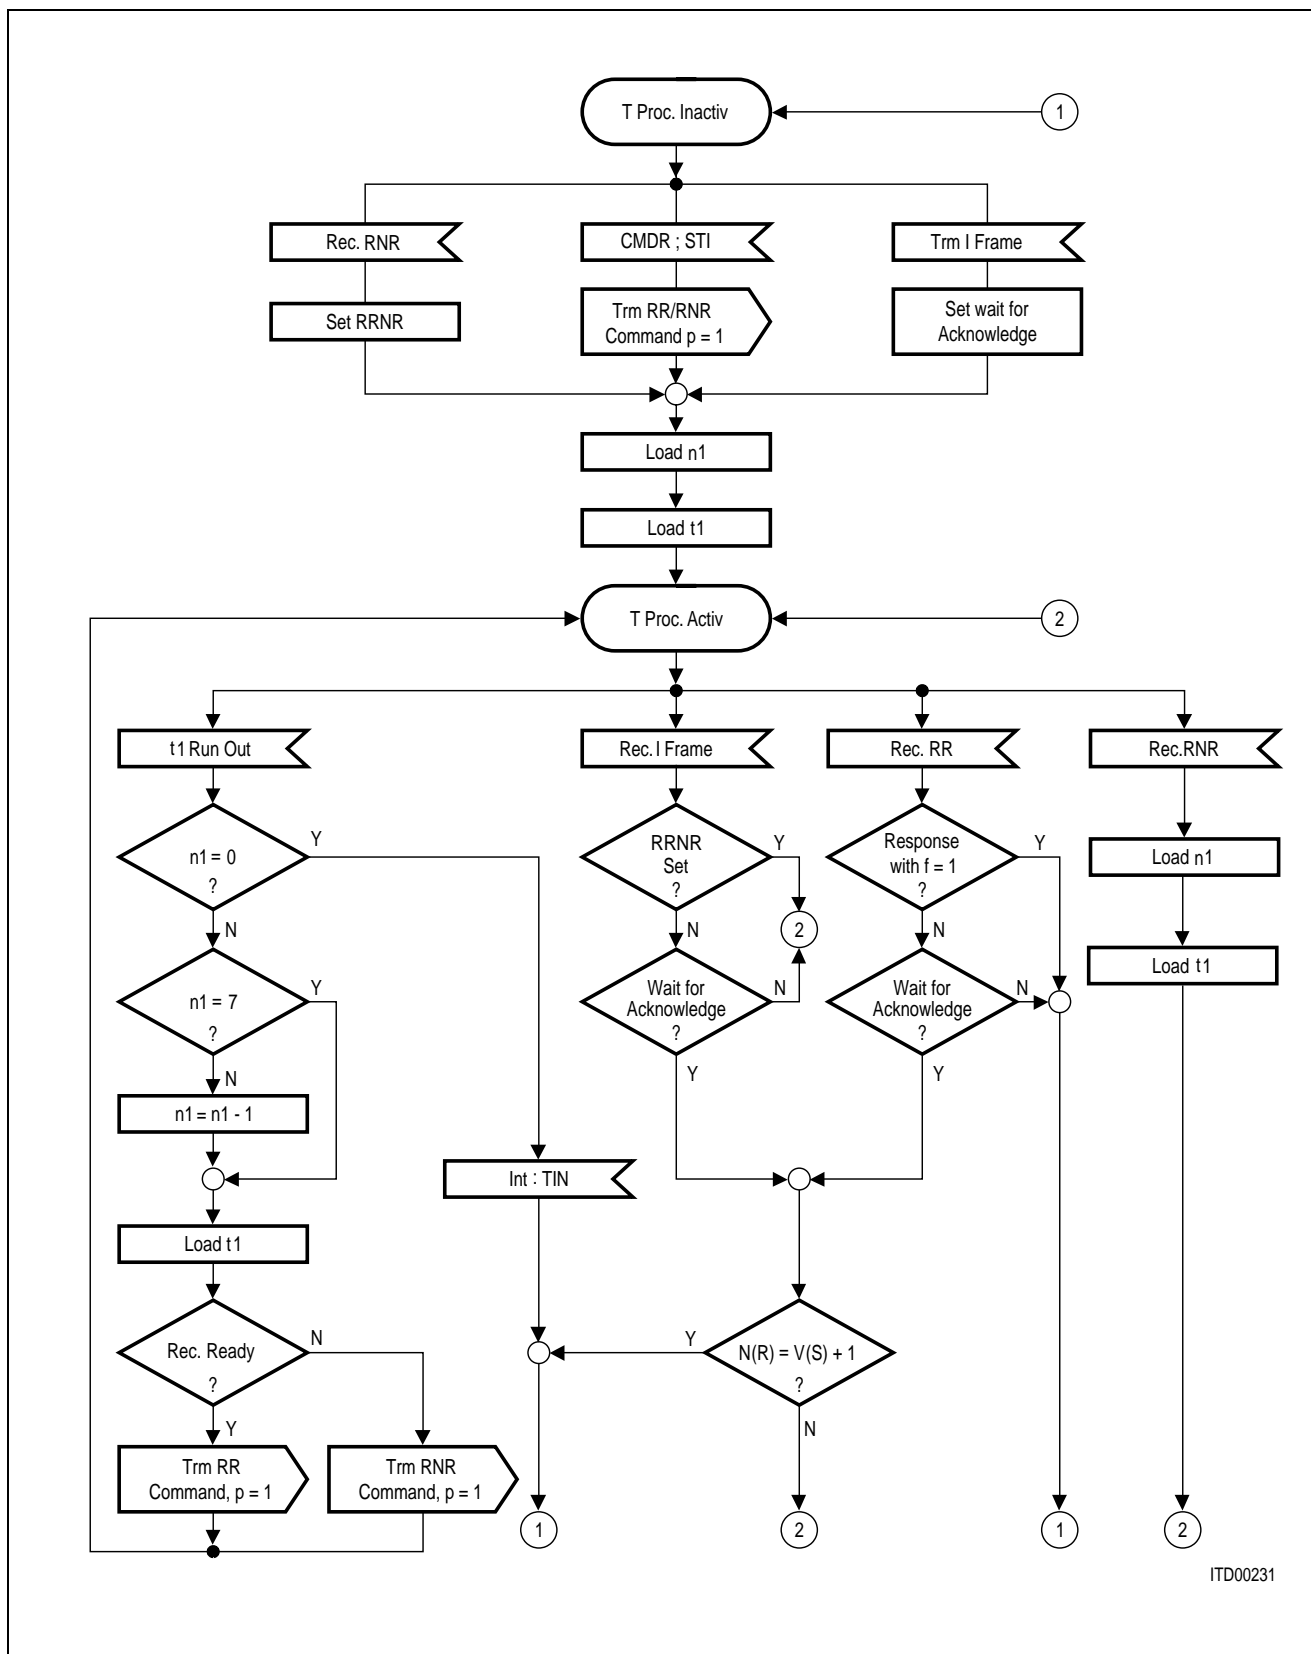 T Proc. Inactiv
1
Rec. RNR
CMDR ; STI
Trm I Frame
Set RRNR
Trm RR/RNR
Command p = 1
Set wait for
Acknowledge
Load n1
Load t1
T Proc. Activ
2
t1 Run Out
Rec. I Frame
Rec. RR
Rec.RNR
n1 = 0
?
Y
N
RRNR
Set
?
Y
N
Response
with f = 1
?
Y
N
Load n1
2
n1 = 7
?
Y
N
Wait for
Acknowledge
?
N
Y
Wait for
Acknowledge
?
N
Y
Load t1
n1 = n1 - 1
Int : TIN
Load t1
Rec. Ready
?
N
Y
N(R) = V(S) + 1
?
Y
N
Trm RR
Command, p = 1
Trm RNR
Command, p = 1
1
2
1
2
ITD00231